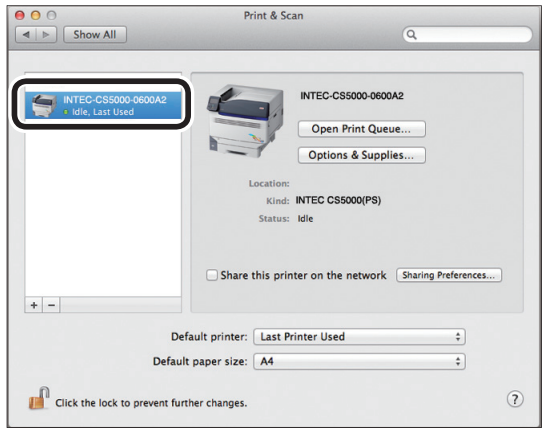 Print & Scan
Show All
INTEC-CS5000-0600A2
Idle, Last Used
INTEC-CS5000-0600A2
Open Print Queue...
Options & Supplies...
Location:
Kind: INTEC CS5000(PS)
Status: Idle
Share this printer on the network Sharing Preferences...
+ −
Default printer: Last Printer Used
Default paper size: A4
Click the lock to prevent further changes.
?